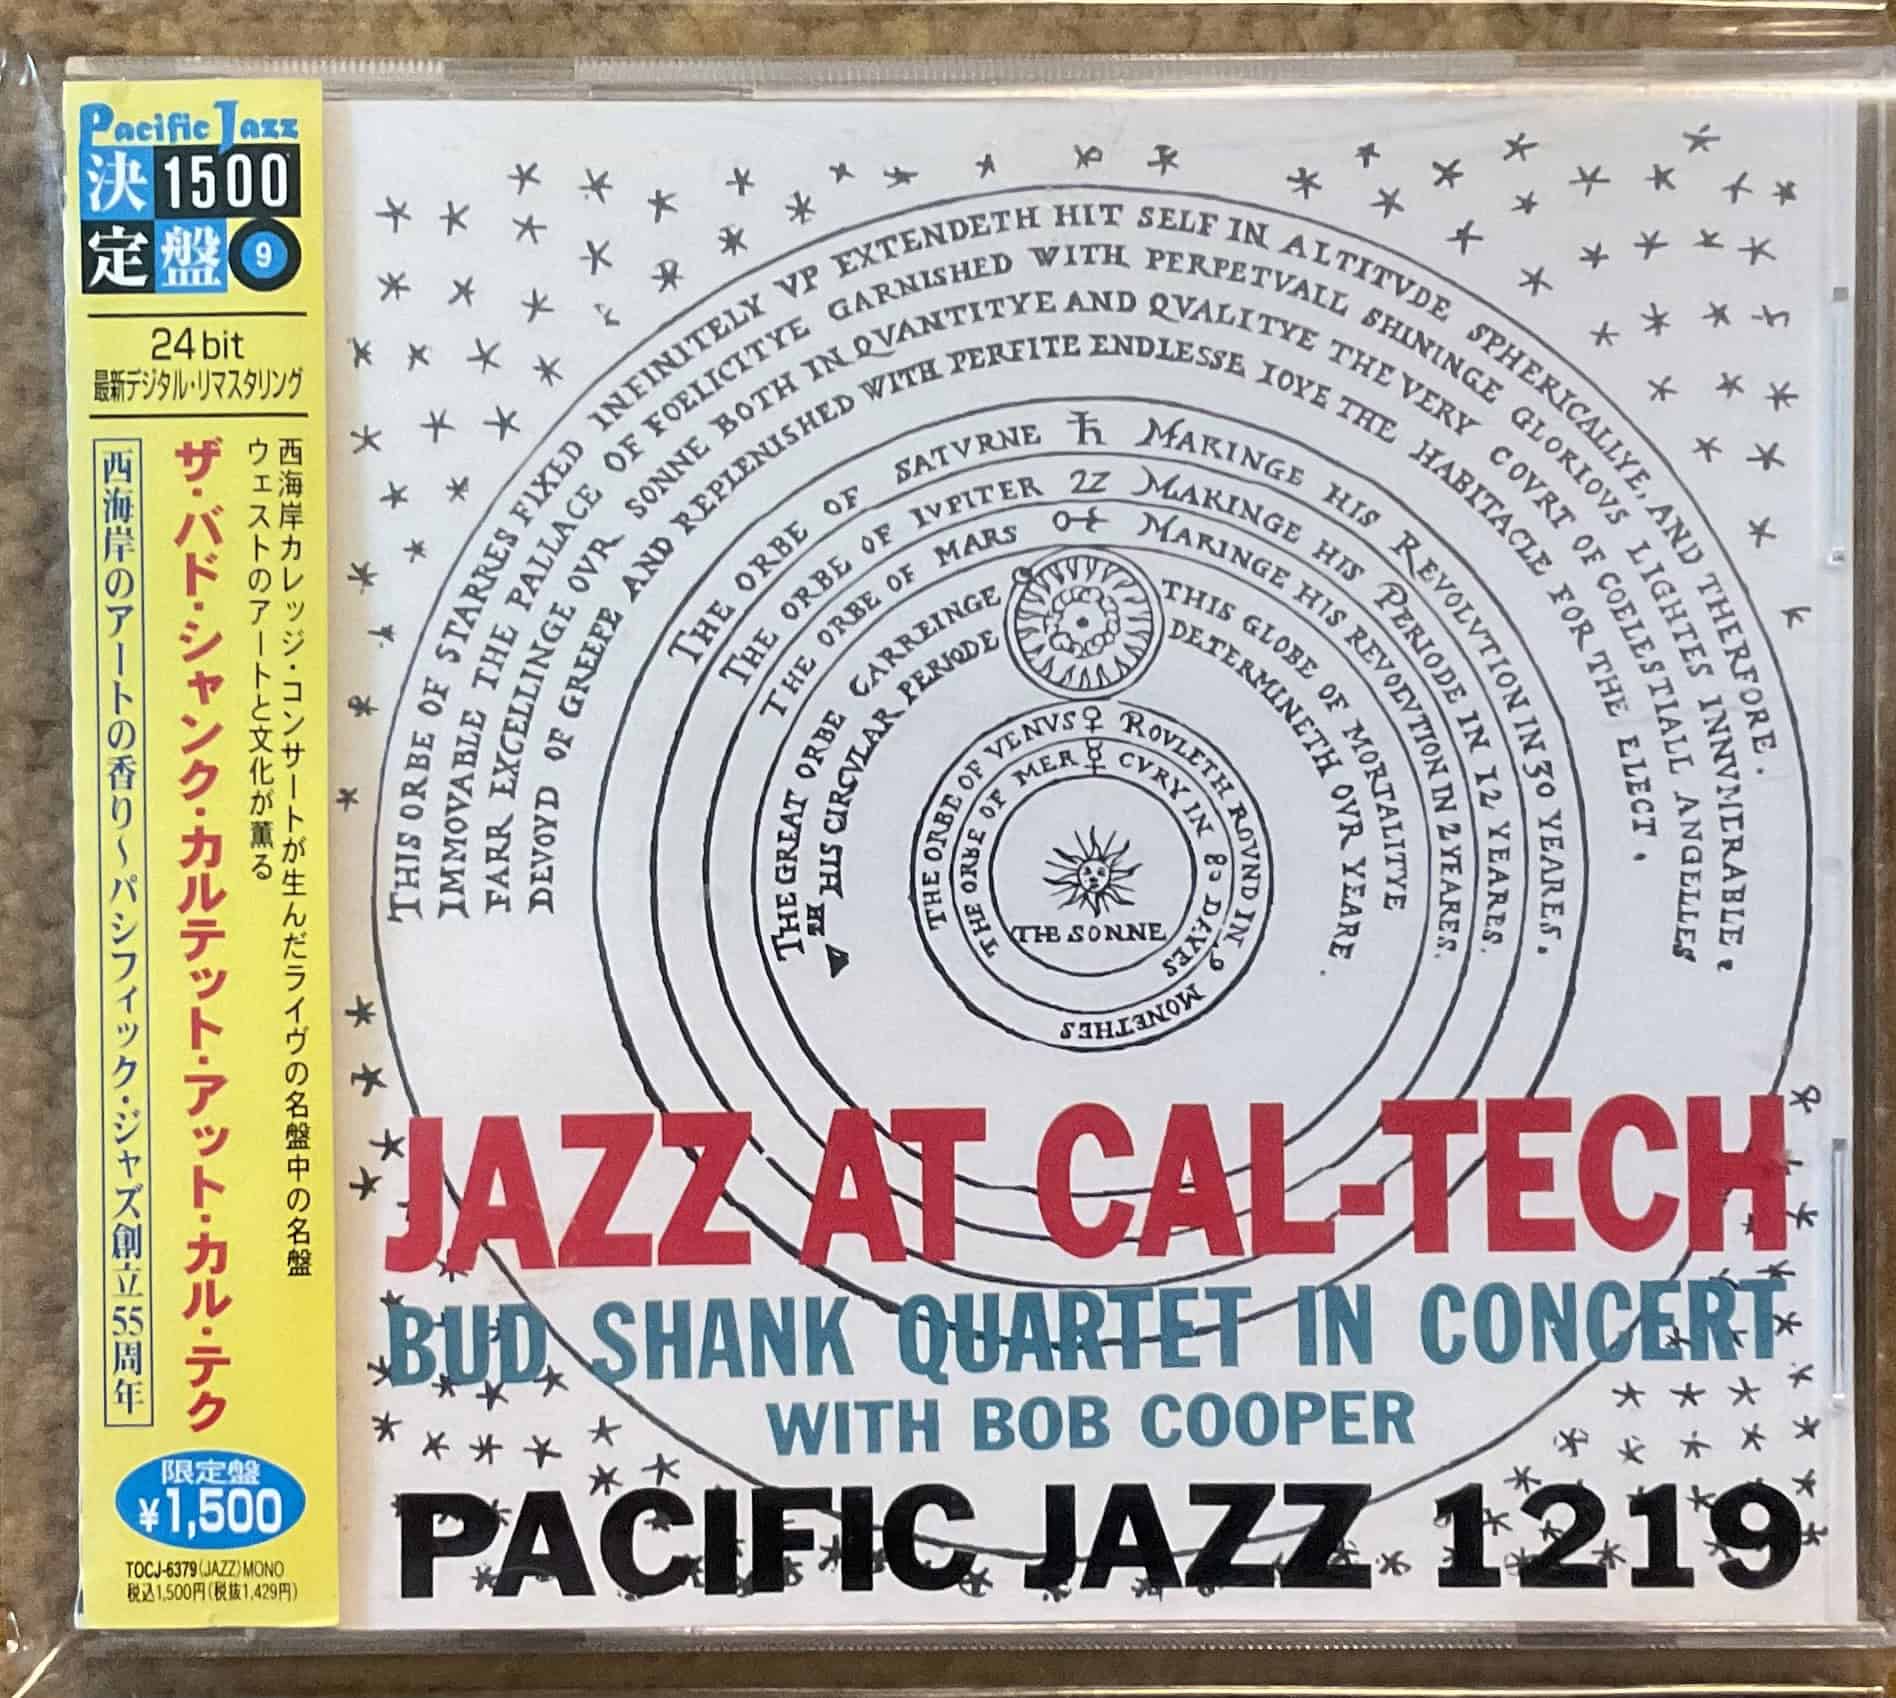 Pacific Jazz
決 1500
定盤 9
24bit
最新デジタル・リマスタリング
西海岸カレッジ・コンサートが生んだライヴの名盤中の名盤
ウェストのアートと文化が薫る
ザ・バド・シャンク・カルテット・アット・カル・テク
西海岸のアートの香り〜パシフィック・ジャズ創立55周年
限定盤
¥1,500
TOCJ-6379(JAZZ)MONO
税込1,500円(税抜1,429円)
THIS ORBE OF STARRES FIXED INFINITELY VP EXTENDETH HIT SELF IN ALTITVDE SPHERICALLYE, AND THERFORE.
IMMOVABLE THE PALLACE OF FOELICITYE GARNISHED WITH PERPETVALL SHININGE GLORIOVS LIGHTES INNVMERABLE.
FARR EXCELLINGE OVR SONNE BOTH IN QVANTITYE AND QVALITYE THE VERY COVRT OF COELESTIALL ANGELLES
DEVOYD OF GREEFE AND REPLENISHED WITH PERFITE ENDLESSE IOYE THE HABITACLE FOR THE ELECT.
THE ORBE OF SATVRNE ♄ MAKINGE HIS REVOLVTION IN 30 YEARES.
THE ORBE OF IVPITER ♃ MAKINGE HIS PERIODE IN 12 YEARES.
THE ORBE OF MARS ♂ MAKINGE HIS REVOLVTION IN 2 YEARES.
THE GREAT ORBE CARREINGE THIS GLOBE OF MORTALITYE
HIS CIRCVLAR PERIODE DETERMINETH OVR YEARE.
THE ORBE OF VENVS ♀ ROVLETH ROVND IN 9 MONETHES
THE ORBE OF MER ☿ CVRY IN 80 DAYES
THE SONNE
JAZZ AT CAL-TECH
BUD SHANK QUARTET IN CONCERT
WITH BOB COOPER
PACIFIC JAZZ 1219